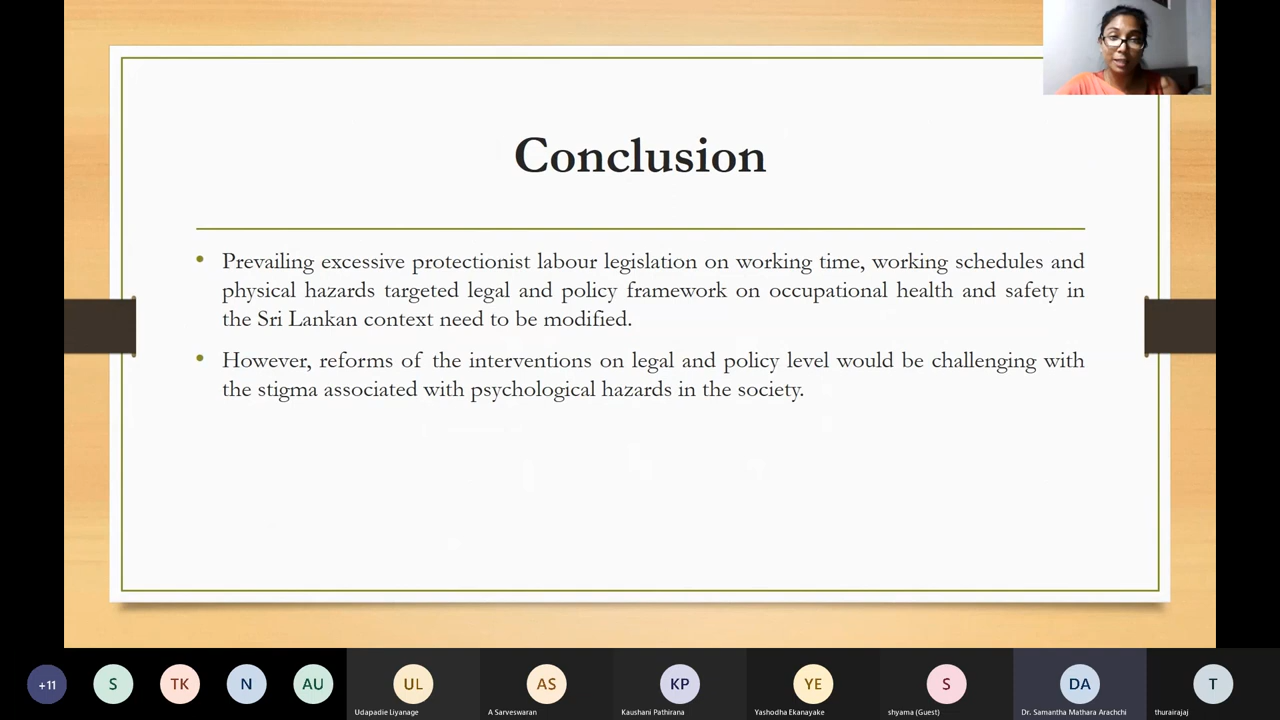 Conclusion
• Prevailing excessive protectionist labour legislation on working time, working schedules and
physical hazards targeted legal and policy framework on occupational health and safety in
the Sri Lankan context need to be modified.
• However, reforms of the interventions on legal and policy level would be challenging with
the stigma associated with psychological hazards in the society.
+11
S
TK
N
AU
UL
AS
KP
YE
S
DA
T
Udapadie Liyanage
A Sarveswaran
Kaushani Pathirana
Yashodha Ekanayake
shyama (Guest)
Dr. Samantha Mathara Arachchi
thurairajaj